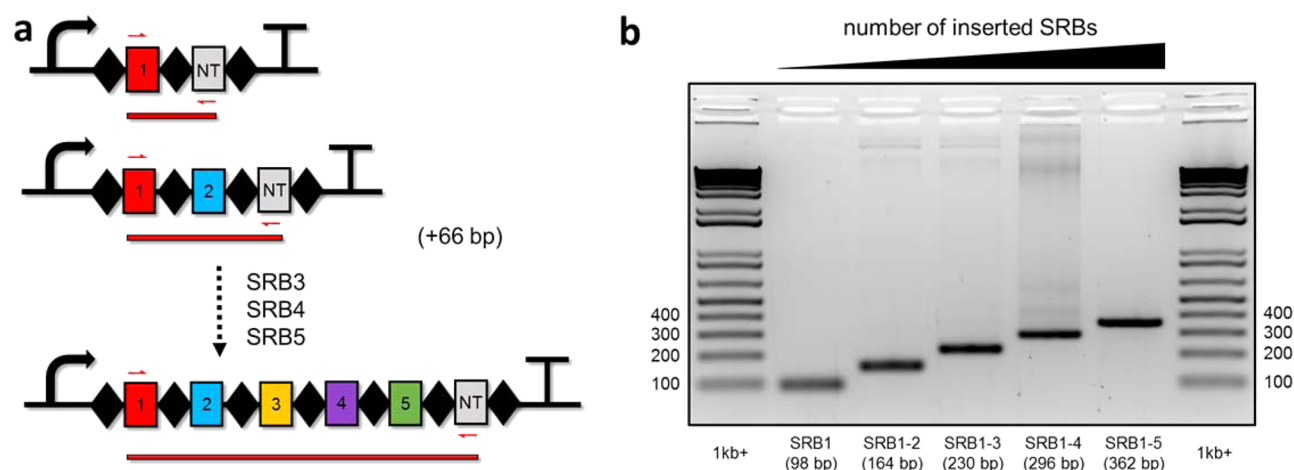 a
1 NT
1 2 NT
(+66 bp)
SRB3
SRB4
SRB5
1 2 3 4 5 NT
b
number of inserted SRBs
400
300
200
100
400
300
200
100
1kb+ SRB1 SRB1-2 SRB1-3 SRB1-4 SRB1-5 1kb+
(98 bp) (164 bp) (230 bp) (296 bp) (362 bp)